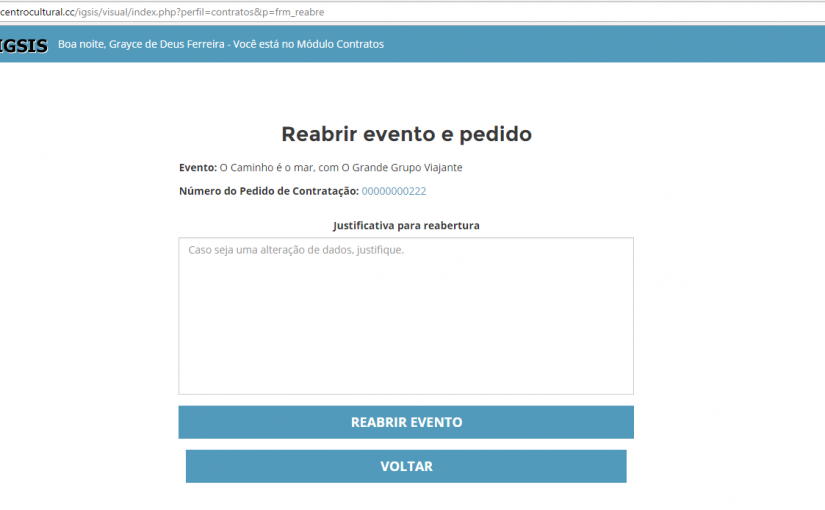 centrocultural.cc/igsis/visual/index.php?perfil=contratos&p=frm_reabre
IGSIS Boa noite, Grayce de Deus Ferreira - Você está no Módulo Contratos
Reabrir evento e pedido
Evento: O Caminho é o mar, com O Grande Grupo Viajante
Número do Pedido de Contratação: 00000000222
Justificativa para reabertura
Caso seja uma alteração de dados, justifique.
REABRIR EVENTO
VOLTAR